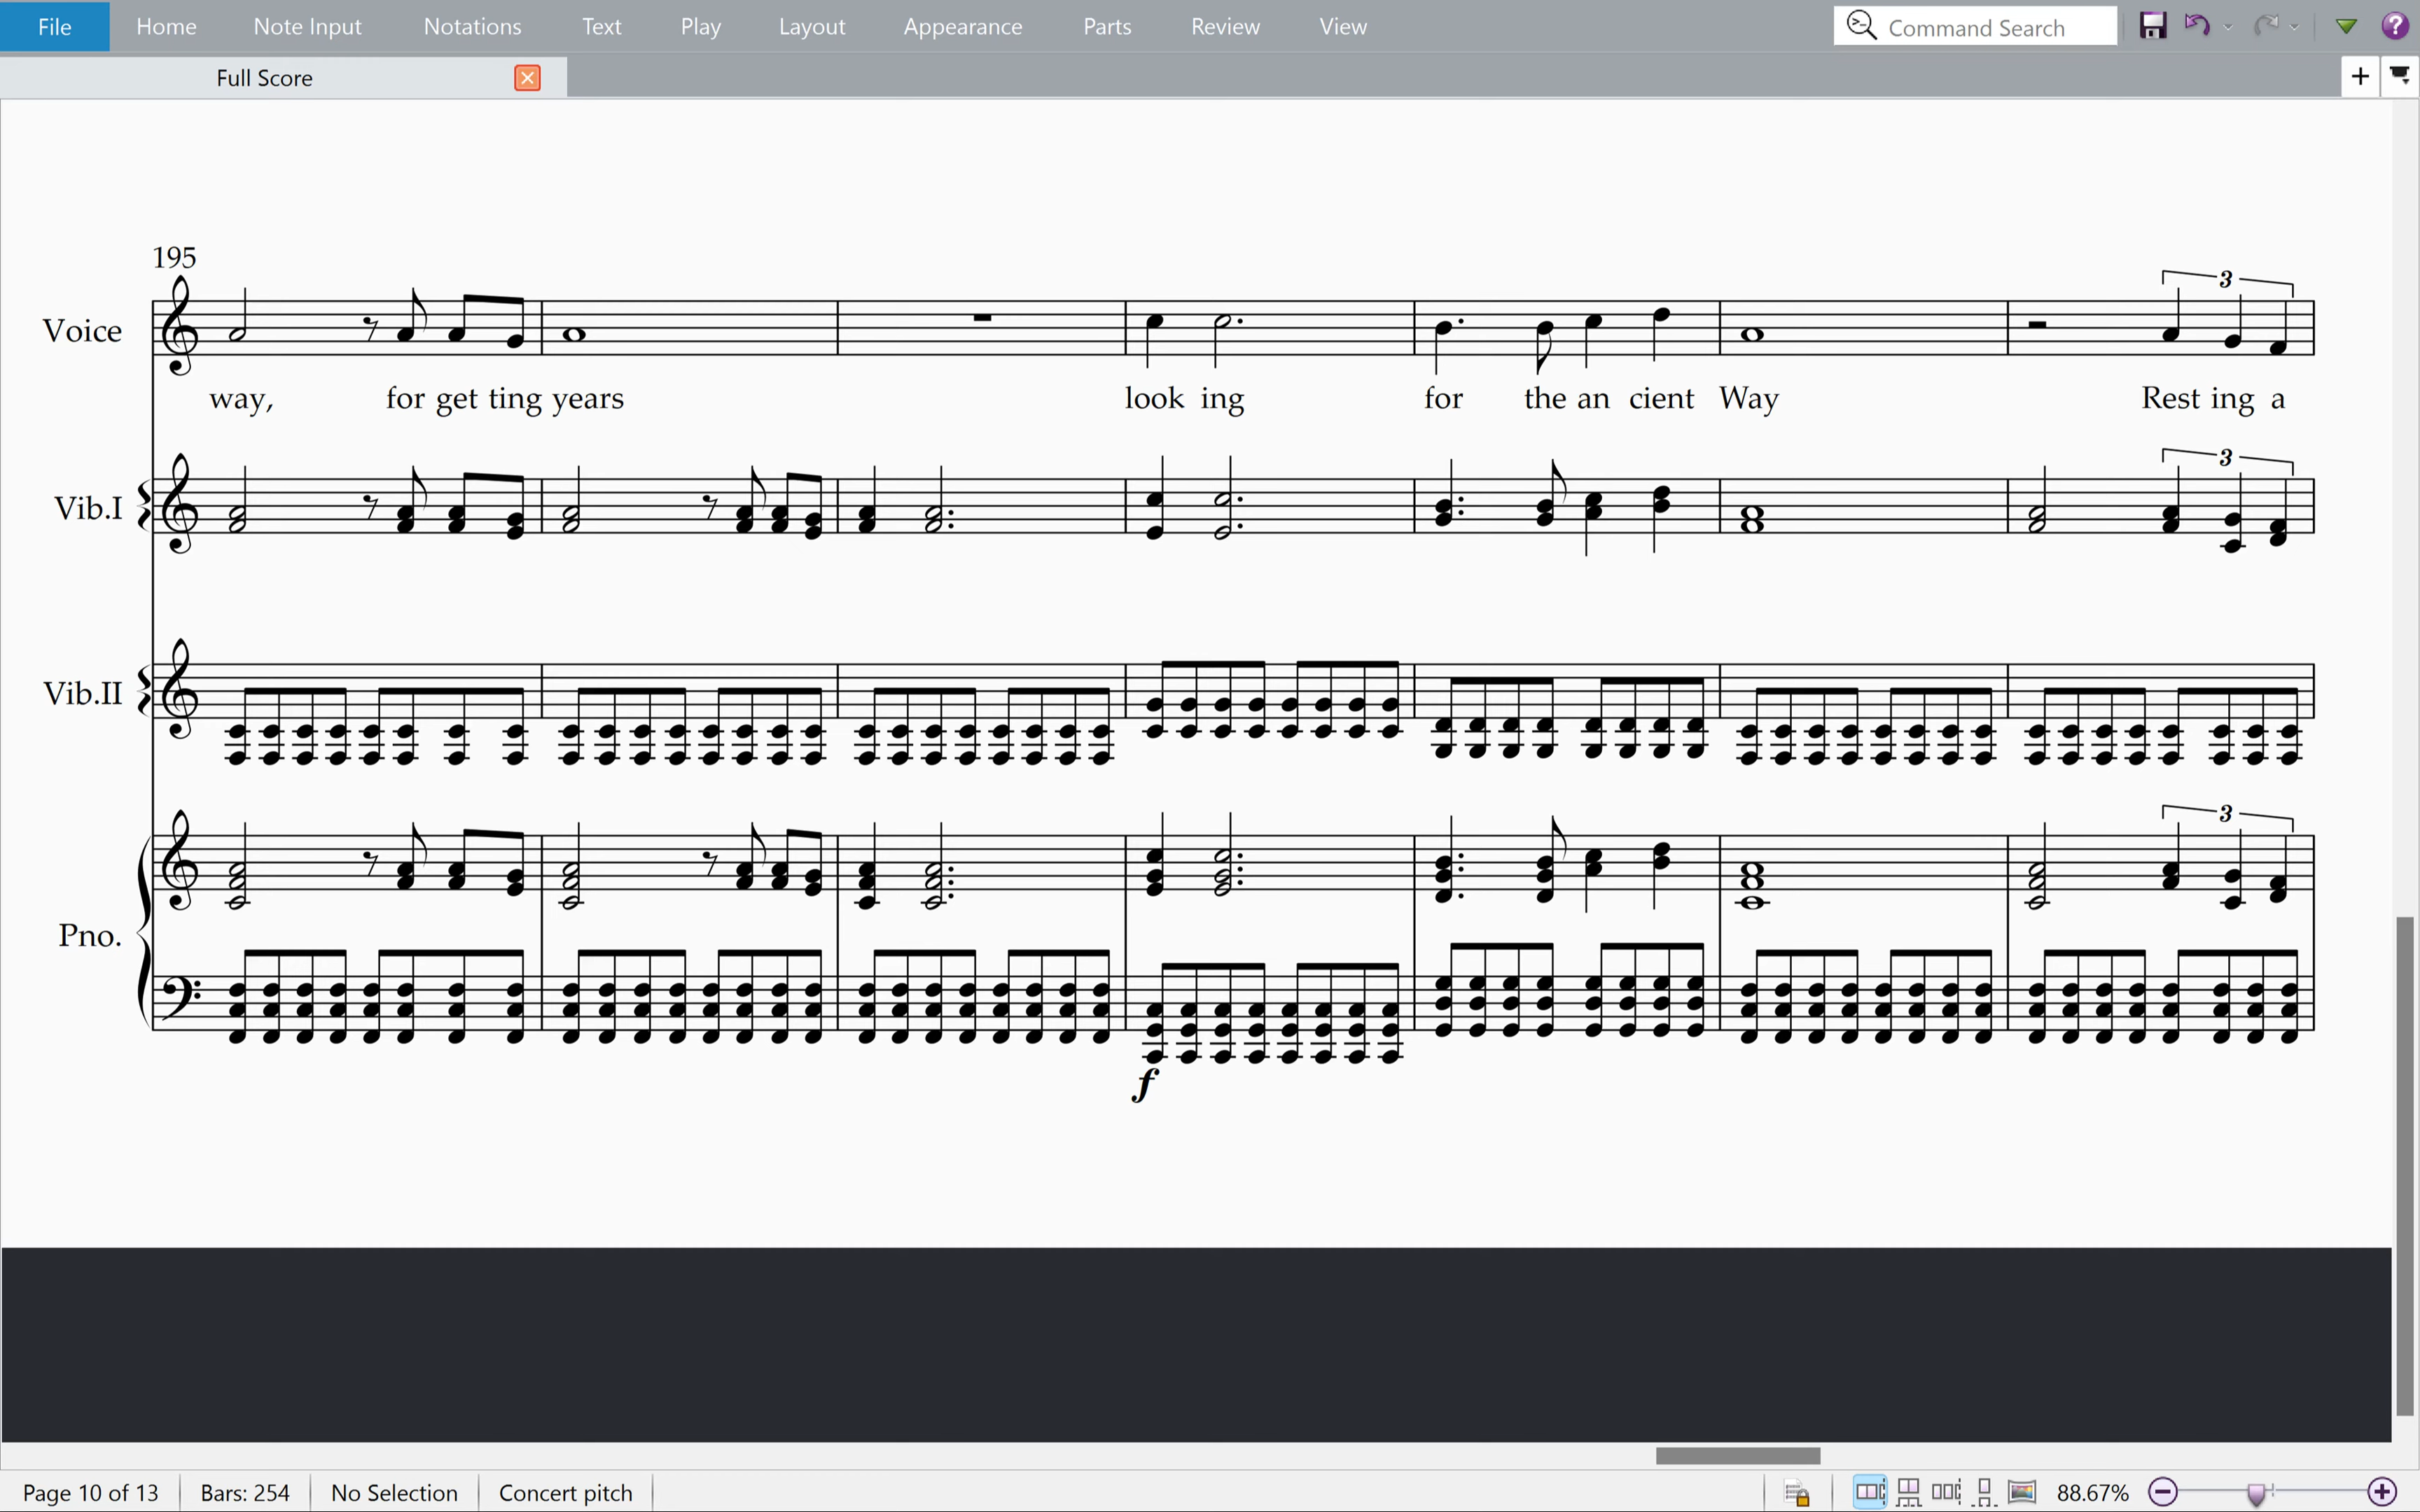 File Home Note Input Notations Text Play Layout Appearance Parts Review View Command Search
Full Score
195
3
Voice
way, for get ting years look ing for the an cient Way Rest ing a
3
Vib.I
Vib.II
3
Pno.
f
Page 10 of 13 Bars: 254 No Selection Concert pitch 88.67%